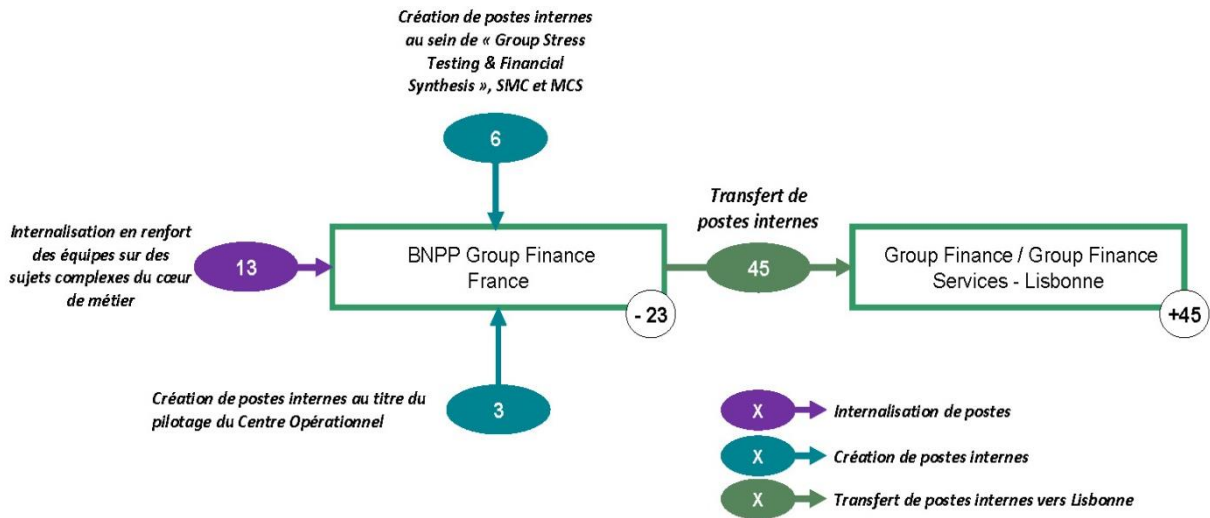 Création de postes internes
au sein de « Group Stress
Testing & Financial
Synthesis », SMC et MCS
6
Transfert de
postes internes
Internalisation en renfort
des équipes sur des
sujets complexes du cœur
de métier
13
BNPP Group Finance
France
- 23
45
Group Finance / Group Finance
Services - Lisbonne
+45
Création de postes internes au titre du
pilotage du Centre Opérationnel
3
X Internalisation de postes
X Création de postes internes
X Transfert de postes internes vers Lisbonne